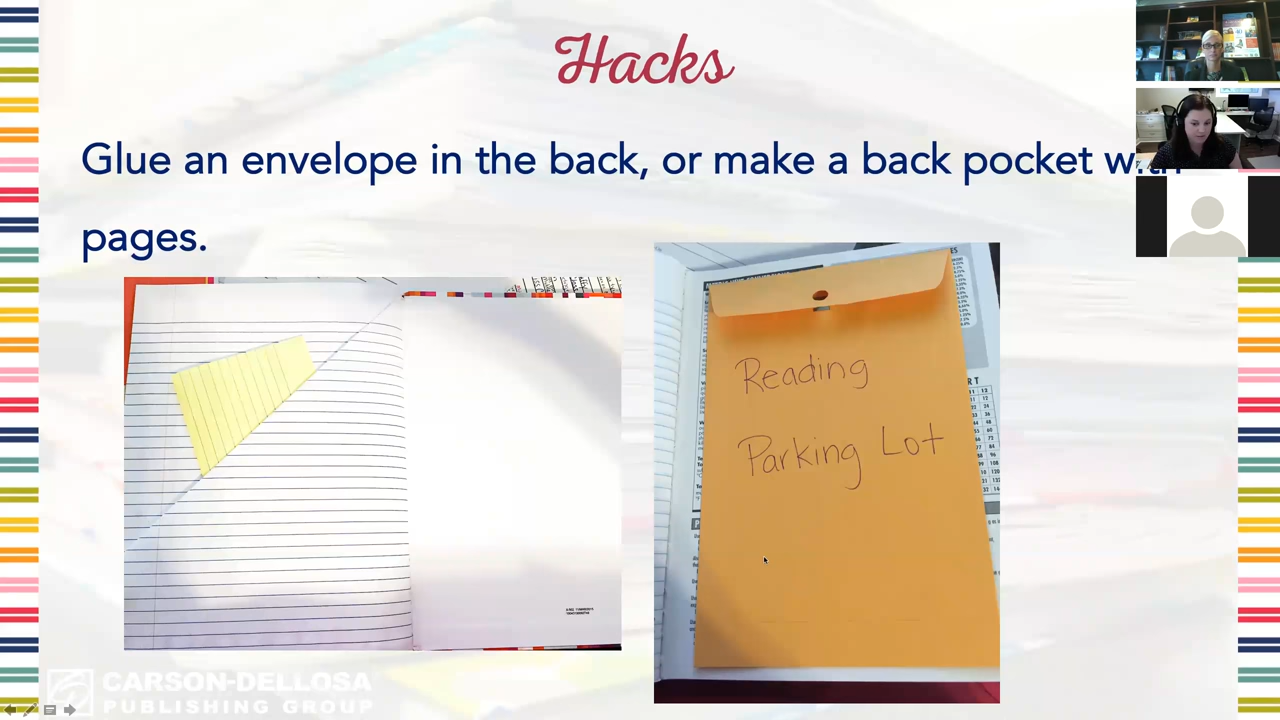 Hacks
Glue an envelope in the back, or make a back pocket with
pages.
Reading
Parking Lot
CARSON-DELLOSA
PUBLISHING GROUP